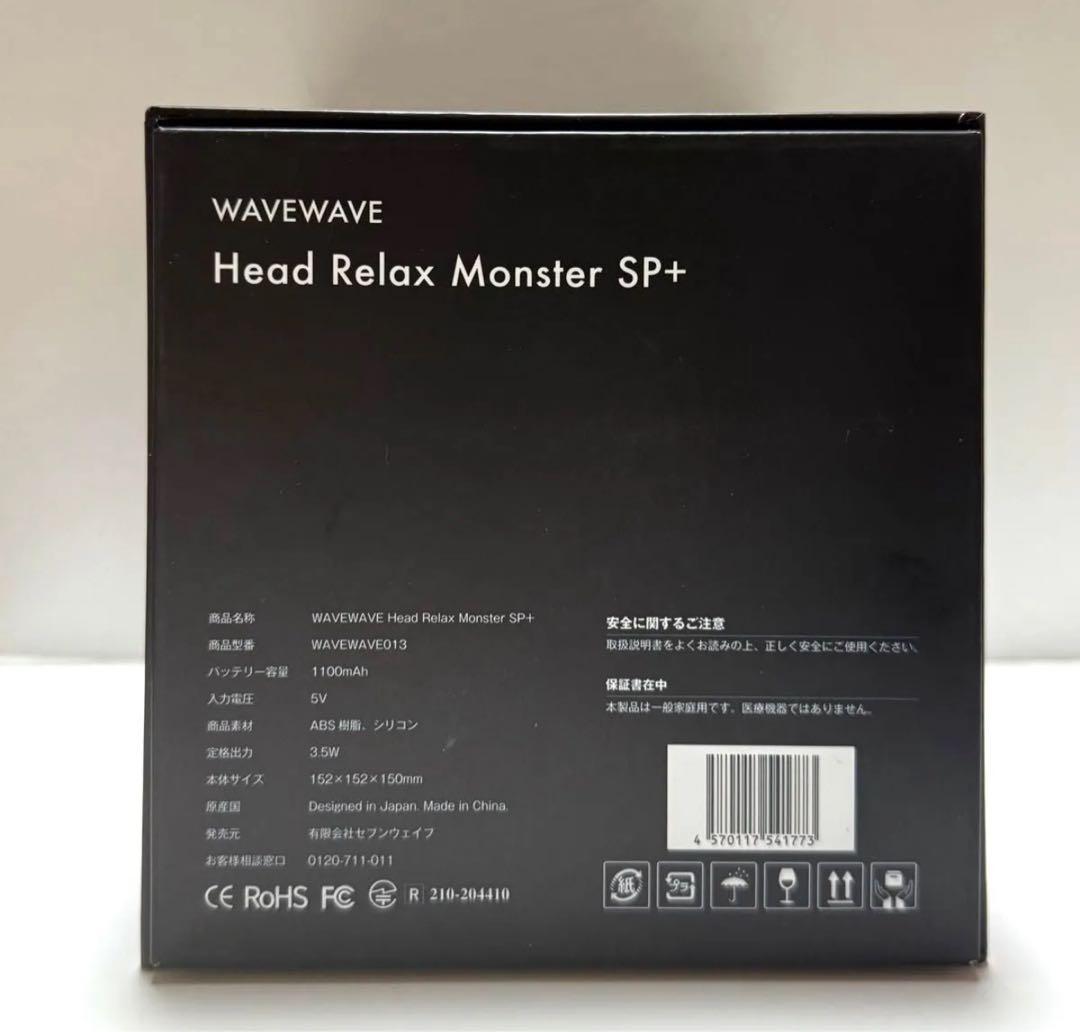 WAVEWAVE
Head Relax Monster SP+
商品名称 WAVEWAVE Head Relax Monster SP+
商品型番 WAVEWAVE013
バッテリー容量 1100mAh
入力電圧 5V
商品素材 ABS 樹脂、シリコン
定格出力 3.5W
本体サイズ 152×152×150mm
原産国 Designed in Japan. Made in China.
発売元 有限会社セブンウェイブ
お客様相談窓口 0120-711-011
CE RoHS FC R 210-204410
安全に関するご注意
取扱説明書をよくお読みの上、正しく安全にご使用ください。
保証書在中
本製品は一般家庭用です。医療機器ではありません。
4 570117 541773
紙 プラ